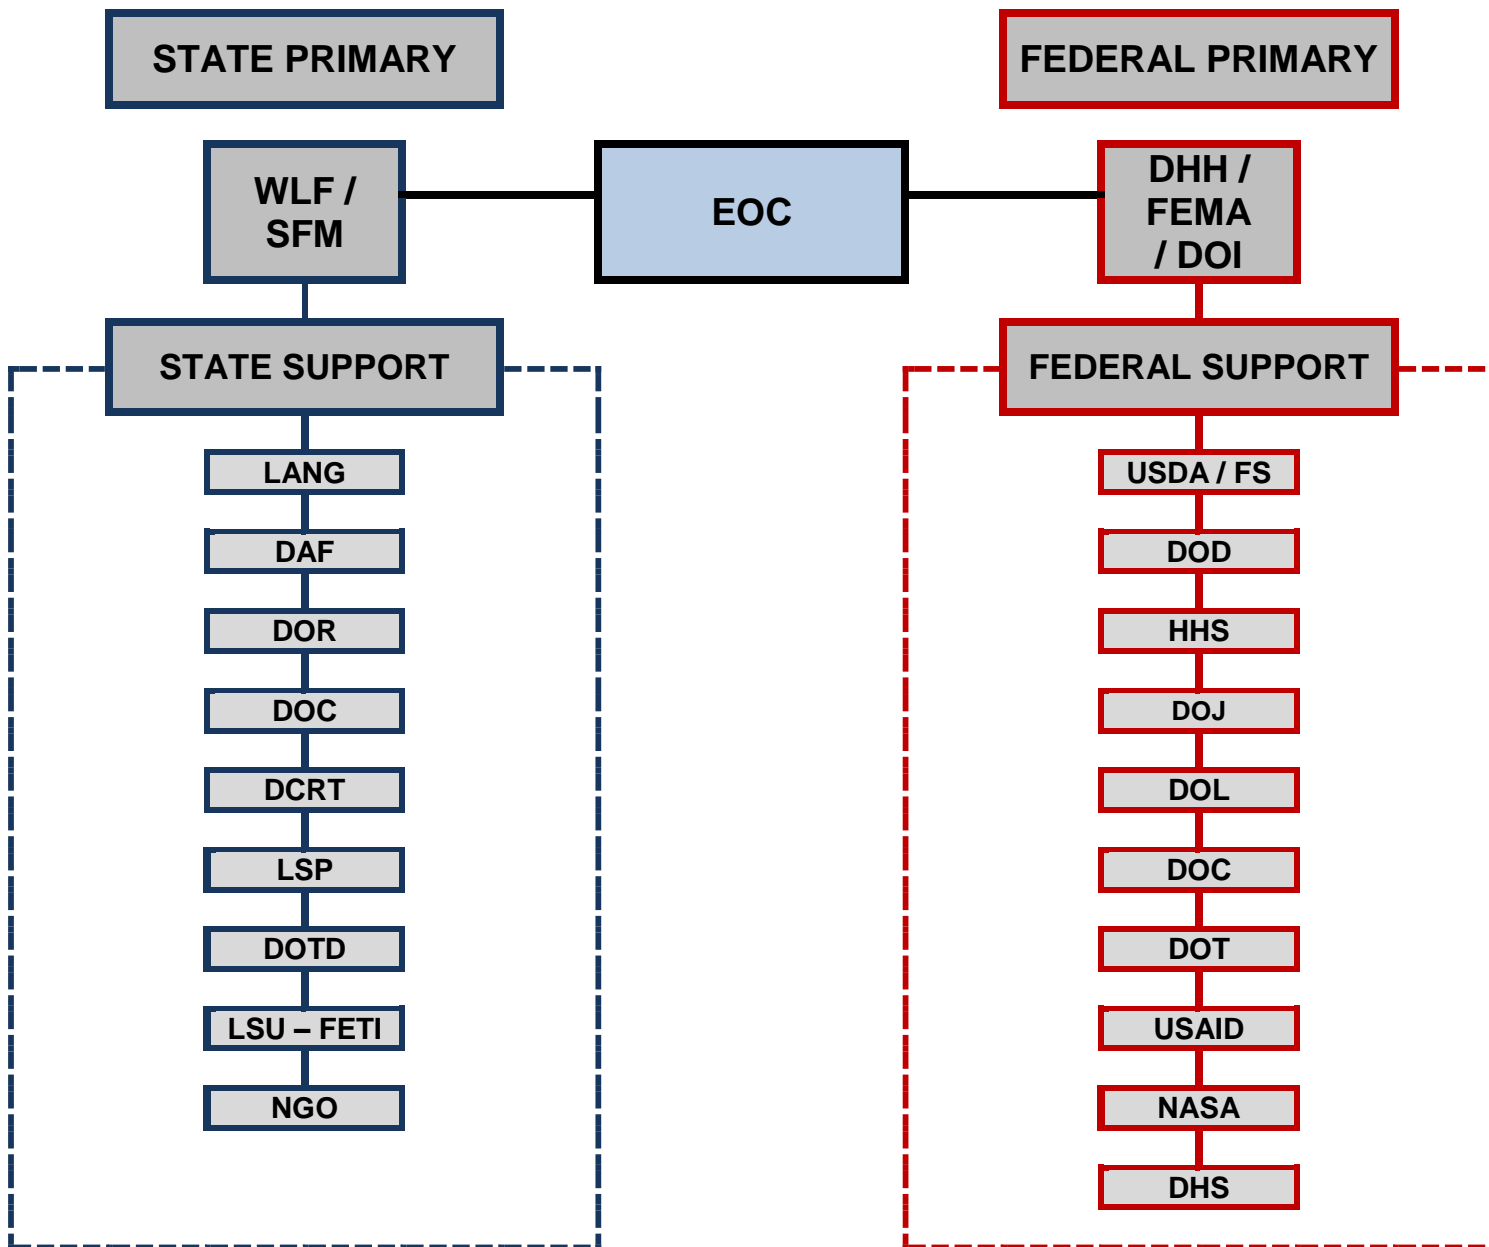 STATE PRIMARY
FEDERAL PRIMARY
WLF /
SFM
EOC
DHH /
FEMA
/ DOI
STATE SUPPORT
LANG
DAF
DOR
DOC
DCRT
LSP
DOTD
LSU – FETI
NGO
FEDERAL SUPPORT
USDA / FS
DOD
HHS
DOJ
DOL
DOC
DOT
USAID
NASA
DHS